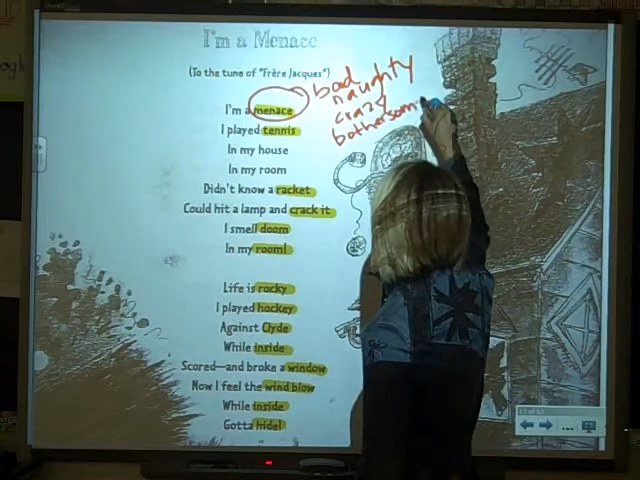 I'm a Menace
(To the tune of "Frère Jacques")
bad
naughty
crazy
bothersom
I'm a menace
I played tennis
In my house
In my room
Didn't know a racket
Could hit a lamp and crack it
I smell doom
In my room!
Life is rocky
I played hockey
Against Clyde
While inside
Scored—and broke a window
Now I feel the wind blow
While inside
Gotta hide!